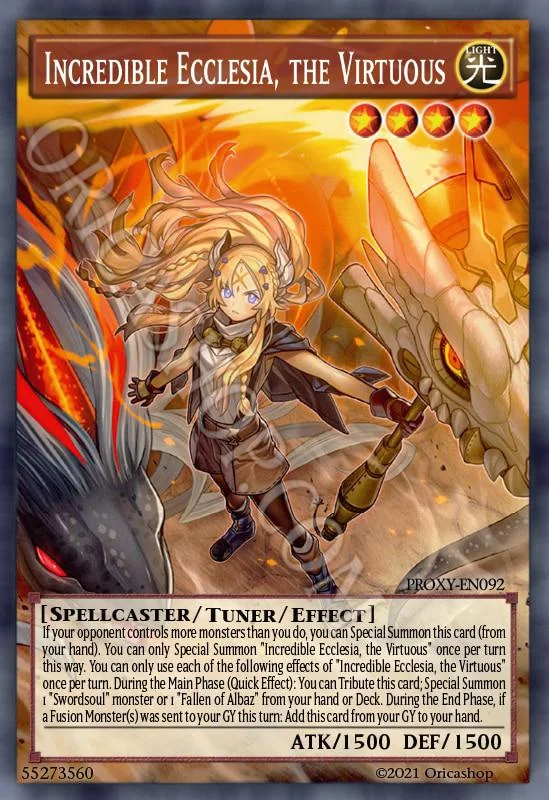 INCREDIBLE ECCLESIA, THE VIRTUOUS
LIGHT
光
ORICASHOP.COM
PROXY-EN092
[SPELLCASTER/TUNER/EFFECT]
If your opponent controls more monsters than you do, you can Special Summon this card (from
your hand). You can only Special Summon "Incredible Ecclesia, the Virtuous" once per turn
this way. You can only use each of the following effects of "Incredible Ecclesia, the Virtuous"
once per turn. During the Main Phase (Quick Effect): You can Tribute this card; Special Summon
1 "Swordsoul" monster or 1 "Fallen of Albaz" from your hand or Deck. During the End Phase, if
a Fusion Monster(s) was sent to your GY this turn: Add this card from your GY to your hand.
ATK/1500 DEF/1500
55273560
©2021 Oricashop